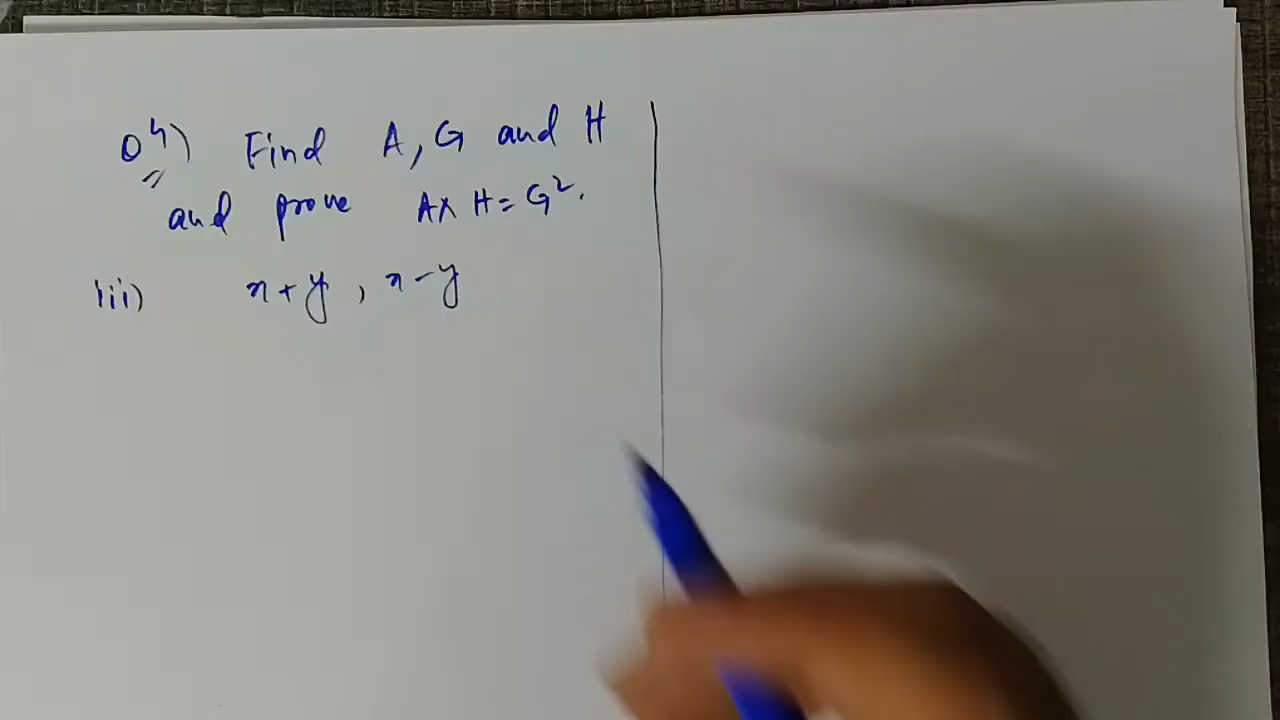 Q4) Find A, G and H
and prove A×H=G².
iii) x+y, x-y